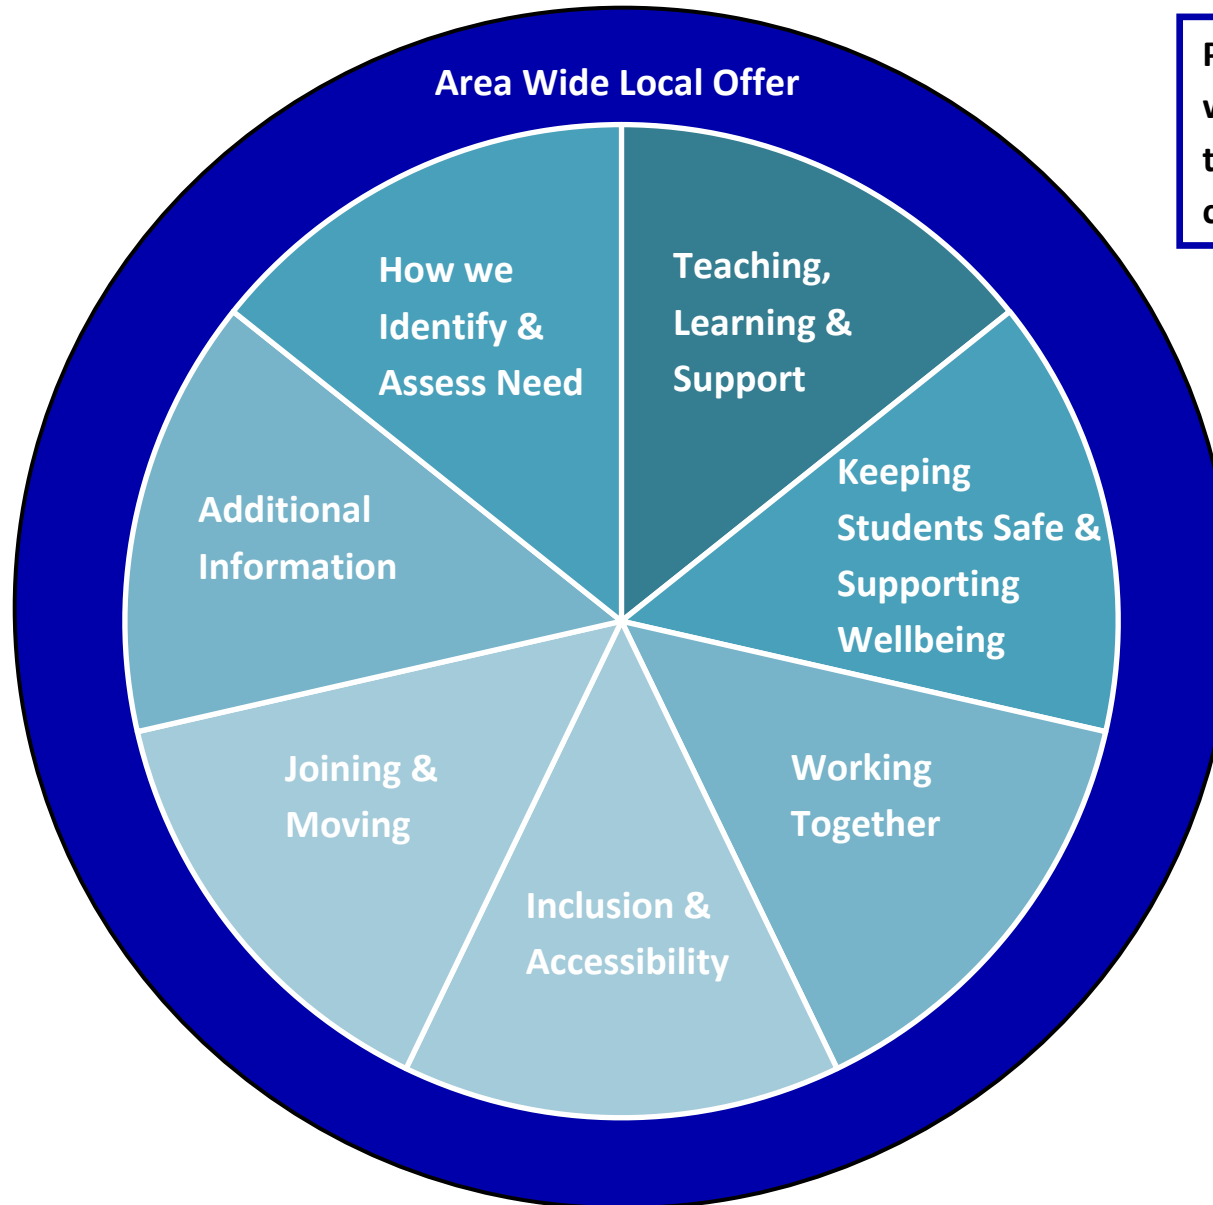 Area Wide Local Offer
How we
Identify &
Assess Need
Teaching,
Learning &
Support
Keeping
Students Safe &
Supporting
Wellbeing
Working
Together
Inclusion &
Accessibility
Joining &
Moving
Additional
Information